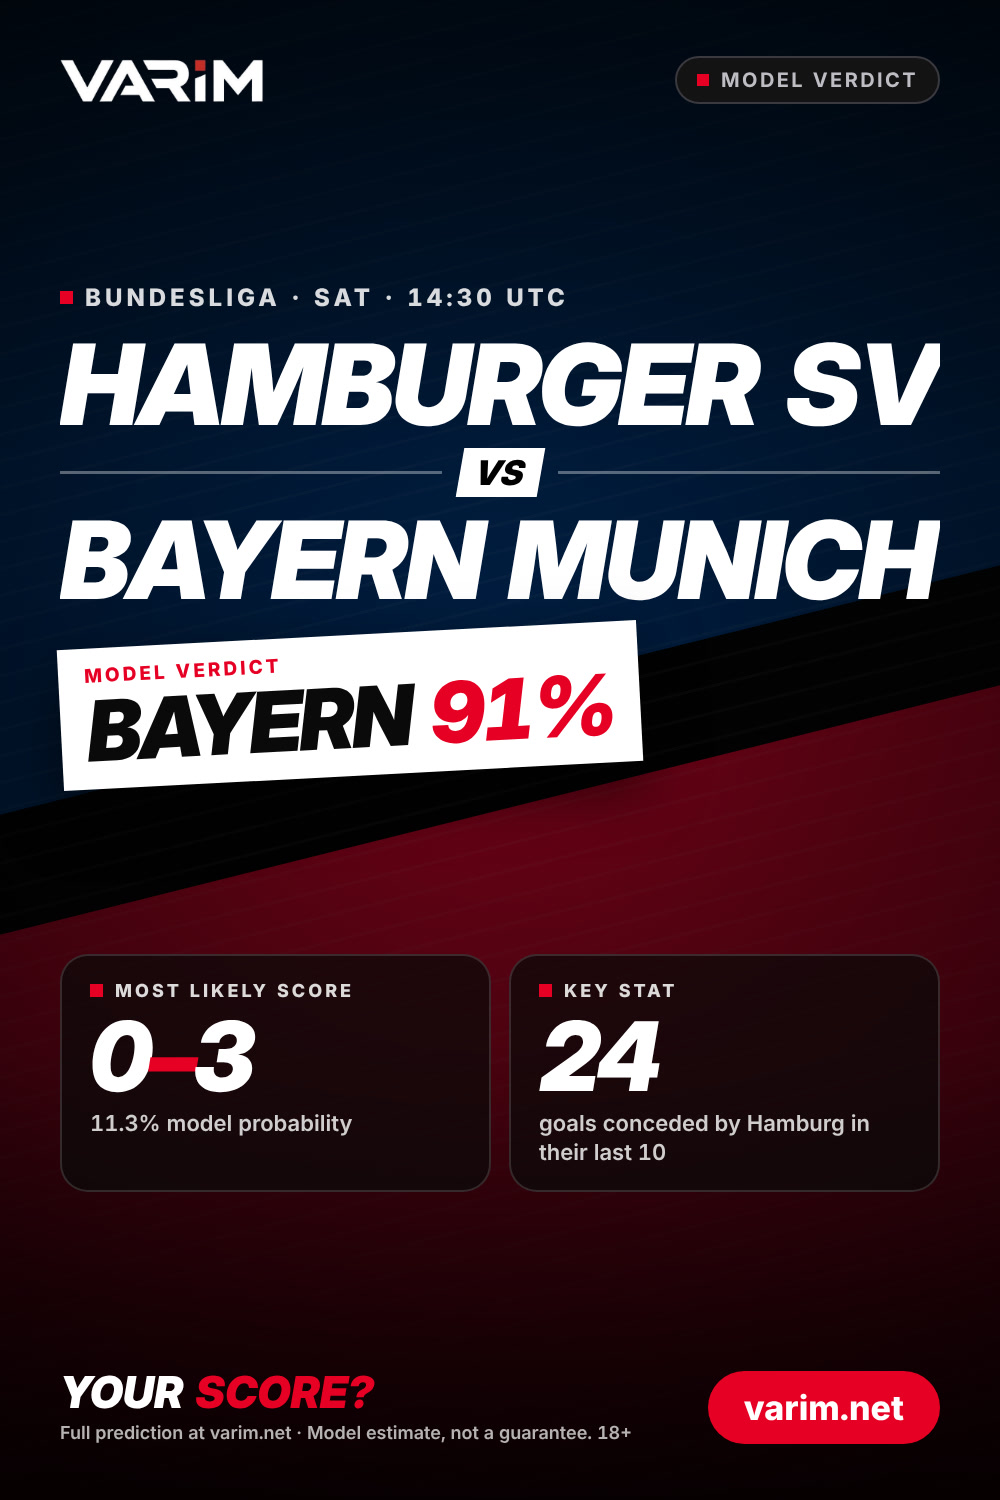 VARiM
MODEL VERDICT
BUNDESLIGA · SAT · 14:30 UTC
HAMBURGER SV
VS
BAYERN MUNICH
MODEL VERDICT
BAYERN 91%
MOST LIKELY SCORE
0–3
11.3% model probability
KEY STAT
24
goals conceded by Hamburg in
their last 10
YOUR SCORE?
Full prediction at varim.net · Model estimate, not a guarantee. 18+
varim.net